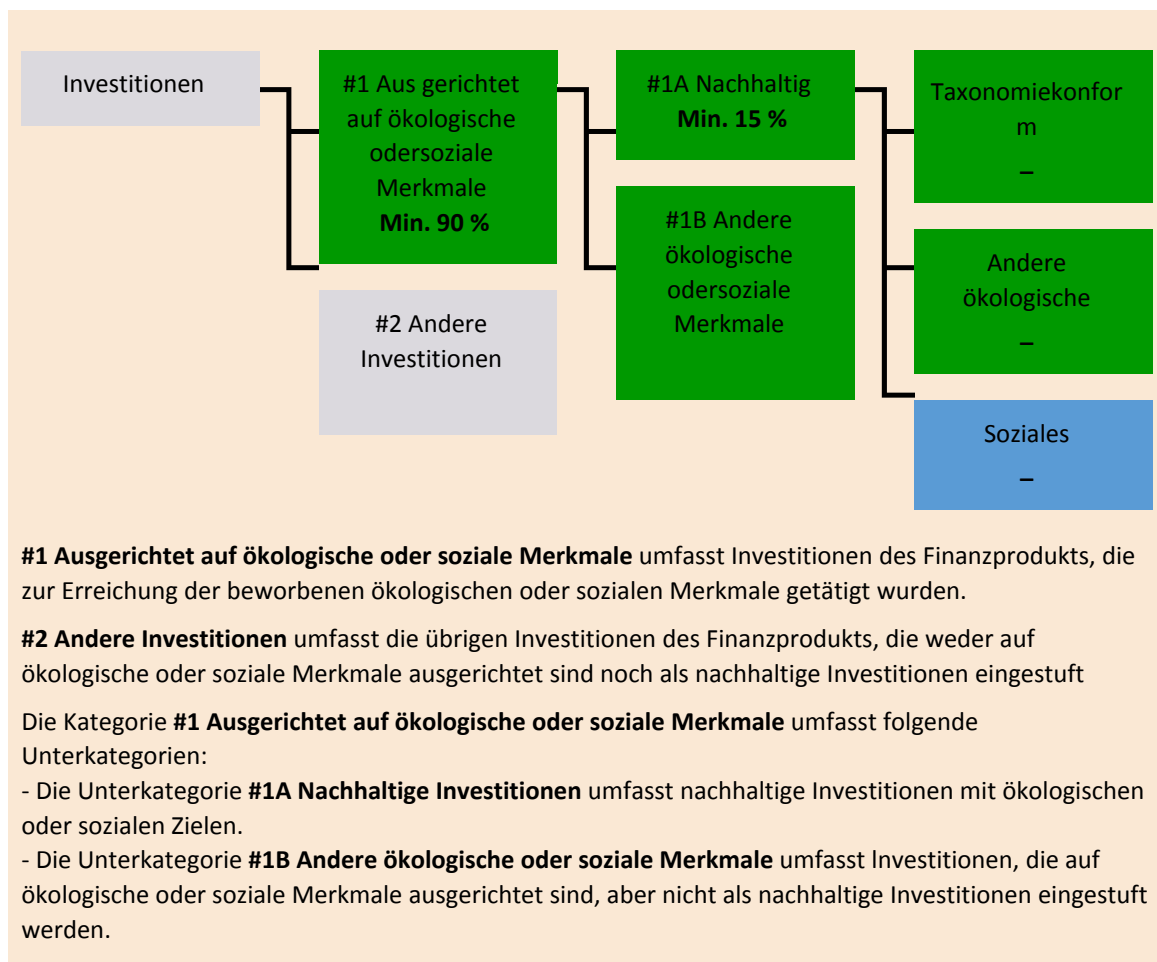 Investitionen
#1 Aus gerichtet
auf ökologische
odersoziale
Merkmale
Min. 90 %
#2 Andere
Investitionen
#1A Nachhaltig
Min. 15 %
#1B Andere
ökologische
odersoziale
Merkmale
Taxonomiekonfor
m
–
Andere
ökologische
–
Soziales
–
#1 Ausgerichtet auf ökologische oder soziale Merkmale umfasst Investitionen des Finanzprodukts, die
zur Erreichung der beworbenen ökologischen oder sozialen Merkmale getätigt wurden.
#2 Andere Investitionen umfasst die übrigen Investitionen des Finanzprodukts, die weder auf
ökologische oder soziale Merkmale ausgerichtet sind noch als nachhaltige Investitionen eingestuft
Die Kategorie #1 Ausgerichtet auf ökologische oder soziale Merkmale umfasst folgende
Unterkategorien:
- Die Unterkategorie #1A Nachhaltige Investitionen umfasst nachhaltige Investitionen mit ökologischen
oder sozialen Zielen.
- Die Unterkategorie #1B Andere ökologische oder soziale Merkmale umfasst lnvestitionen, die auf
ökologische oder soziale Merkmale ausgerichtet sind, aber nicht als nachhaltige Investitionen eingestuft
werden.